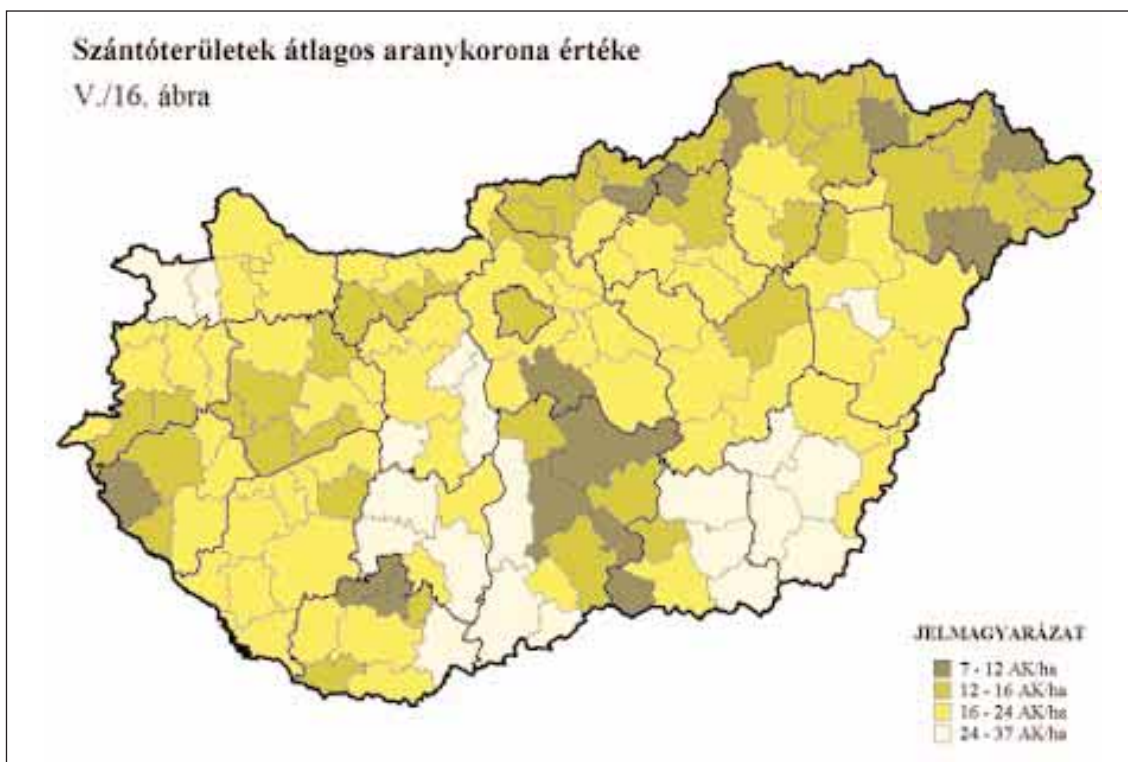 Szántóterületek átlagos aranykorona értéke
V./16. ábra
JELMAGYARÁZAT
7 - 12 AK/ha
12 - 16 AK/ha
16 - 24 AK/ha
24 - 37 AK/ha